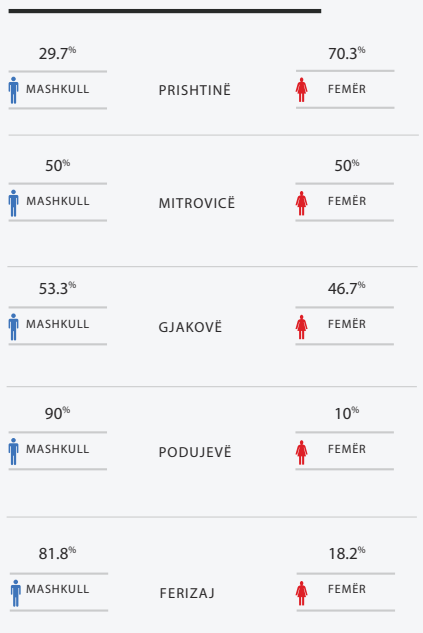 29.7%
70.3%
MASHKULL
PRISHTINË
FEMËR
50%
50%
MASHKULL
MITROVICË
FEMËR
53.3%
46.7%
MASHKULL
GJAKOVË
FEMËR
90%
10%
MASHKULL
PODUJEVË
FEMËR
81.8%
18.2%
MASHKULL
FERIZAJ
FEMËR